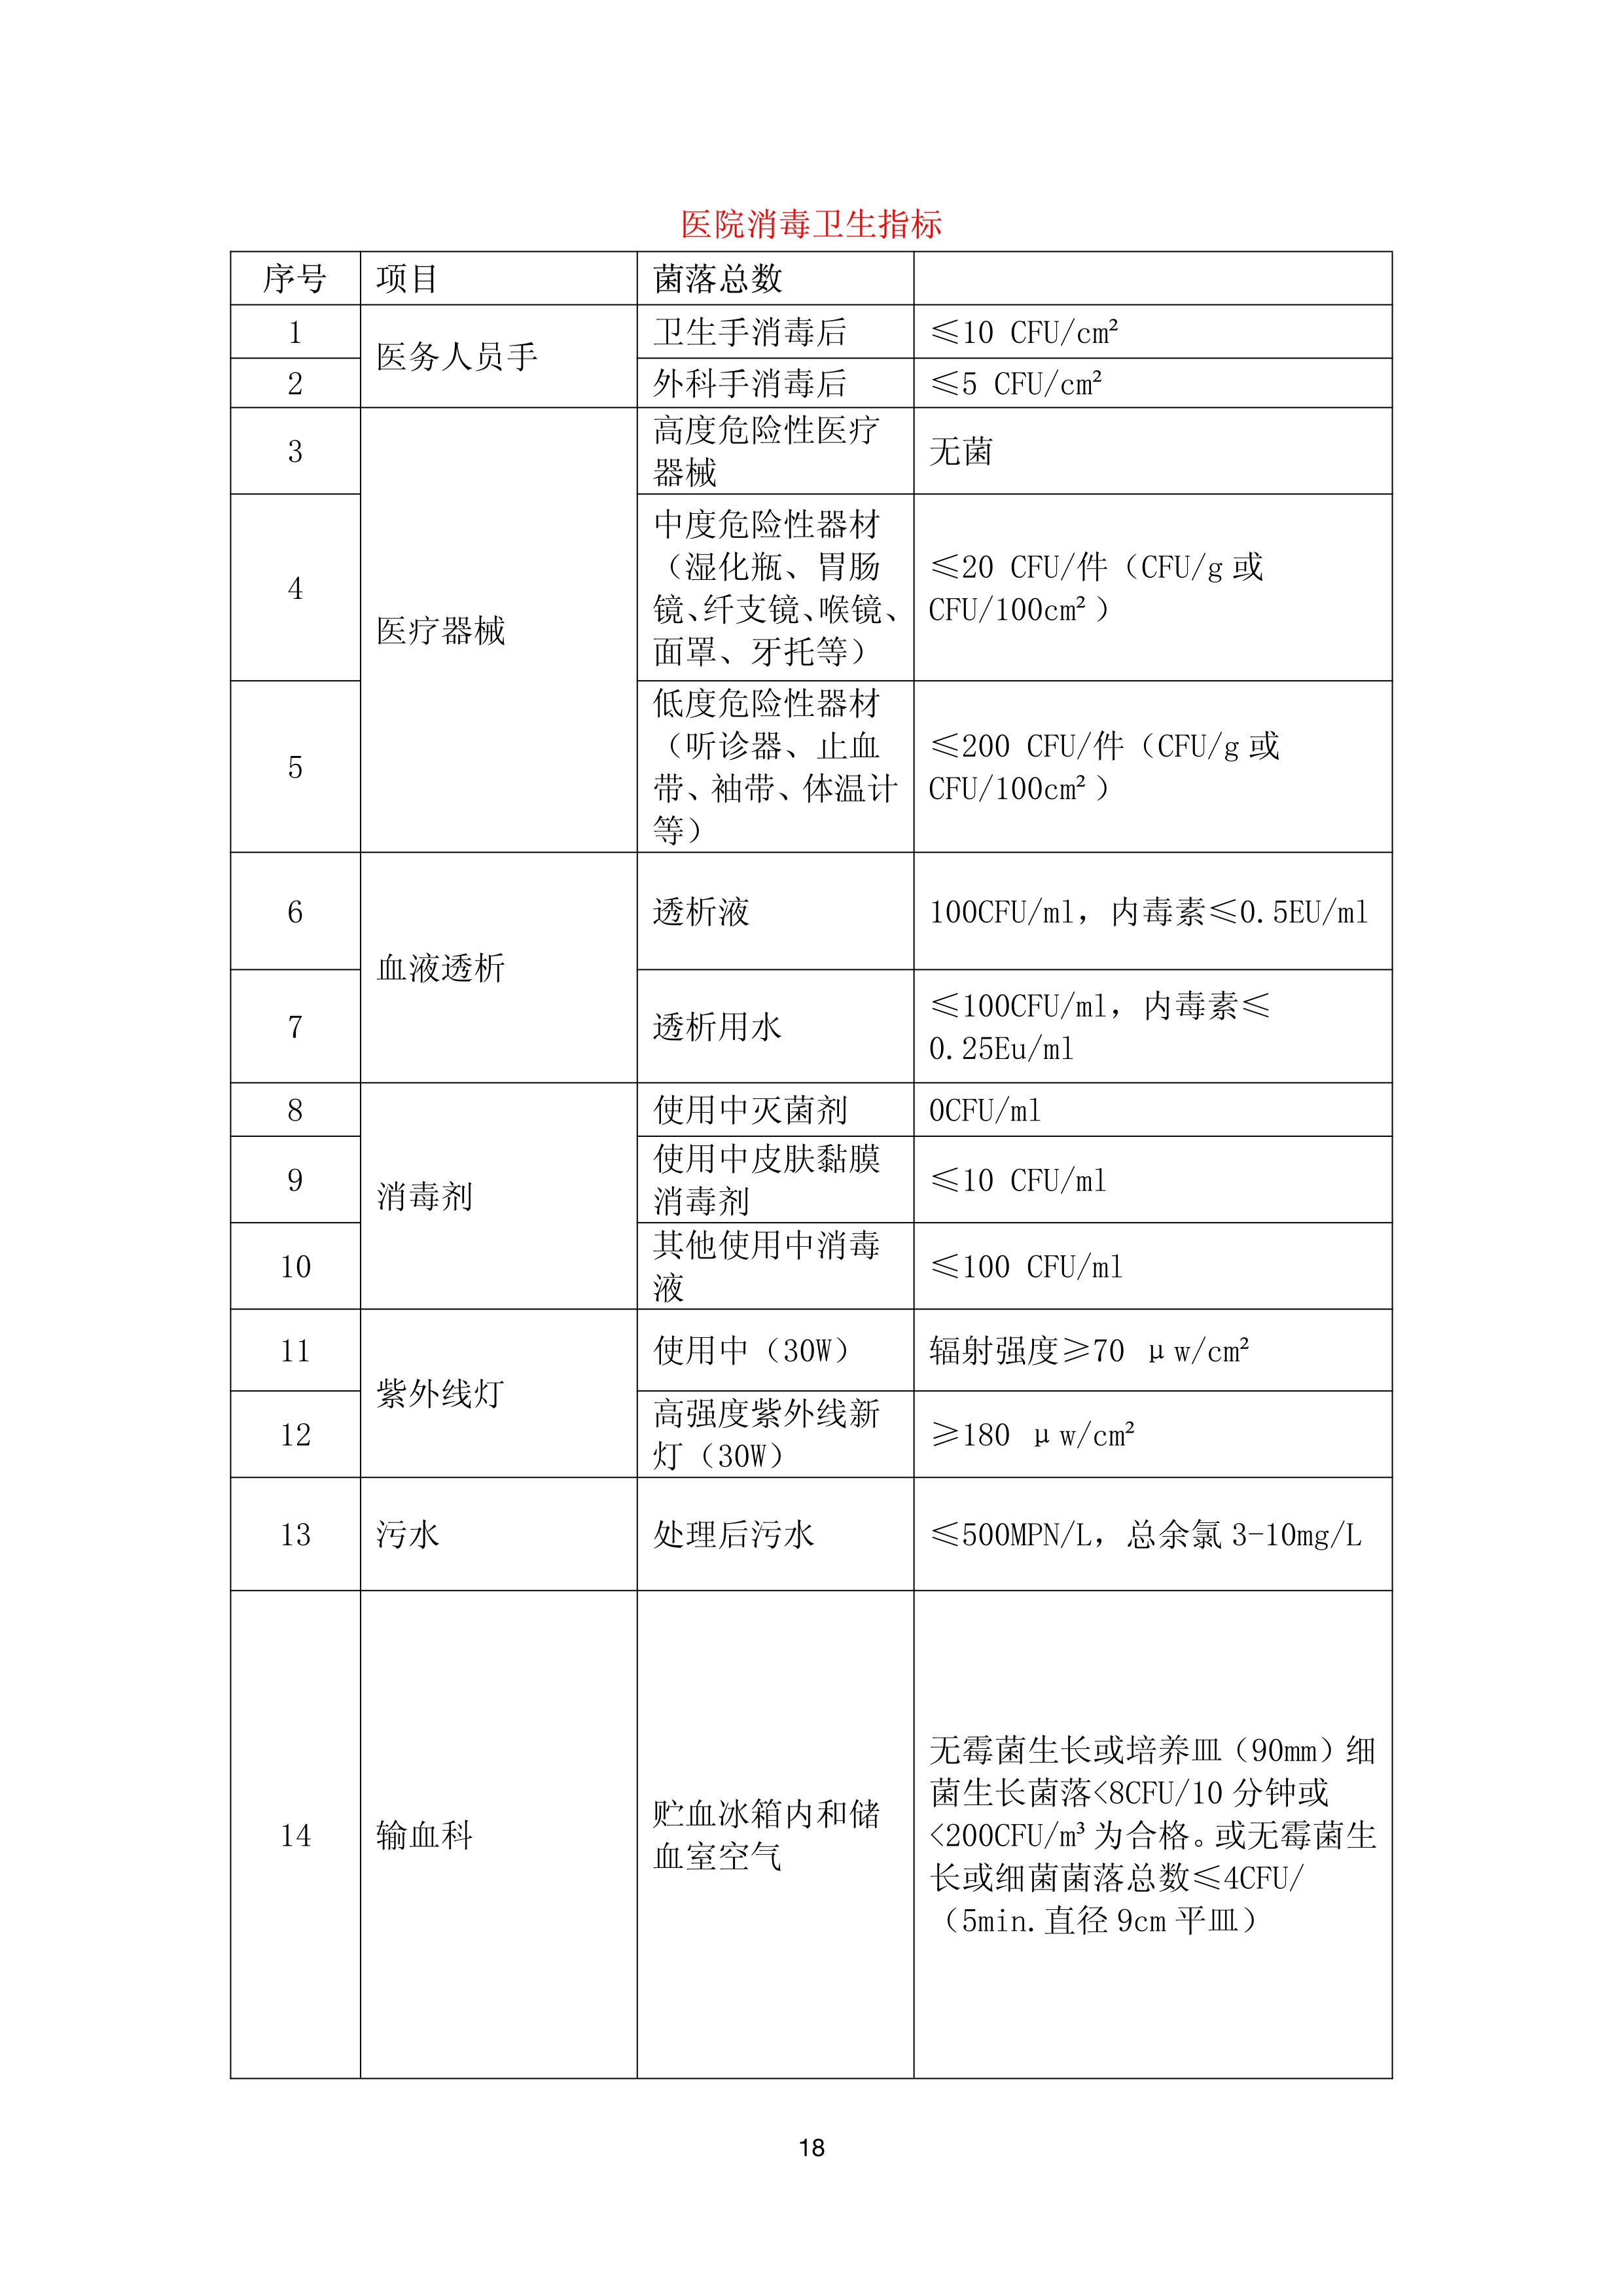 医院消毒卫生指标
序号 项目 菌落总数
1 医务人员手 卫生手消毒后 ≤10 CFU/cm²
2 外科手消毒后 ≤5 CFU/cm²
3 医疗器械 高度危险性医疗
器械
无菌
4 中度危险性器材
（湿化瓶、胃肠
镜、纤支镜、喉镜、
面罩、牙托等）
≤20 CFU/件（CFU/g 或
CFU/100cm²）
5 低度危险性器材
（听诊器、止血
带、袖带、体温计
等）
≤200 CFU/件（CFU/g 或
CFU/100cm²）
6 血液透析 透析液 100CFU/ml，内毒素≤0.5EU/ml
7 透析用水 ≤100CFU/ml，内毒素≤
0.25Eu/ml
8 消毒剂 使用中灭菌剂 0CFU/ml
9 使用中皮肤黏膜
消毒剂
≤10 CFU/ml
10 其他使用中消毒
液
≤100 CFU/ml
11 紫外线灯 使用中（30W） 辐射强度≥70 μw/cm²
12 高强度紫外线新
灯（30W）
≥180 μw/cm²
13 污水 处理后污水 ≤500MPN/L，总余氯 3-10mg/L
14 输血科 贮血冰箱内和储
血室空气
无霉菌生长或培养皿（90mm）细
菌生长菌落<8CFU/10 分钟或
<200CFU/m³为合格。或无霉菌生
长或细菌菌落总数≤4CFU/
（5min.直径 9cm 平皿）
18